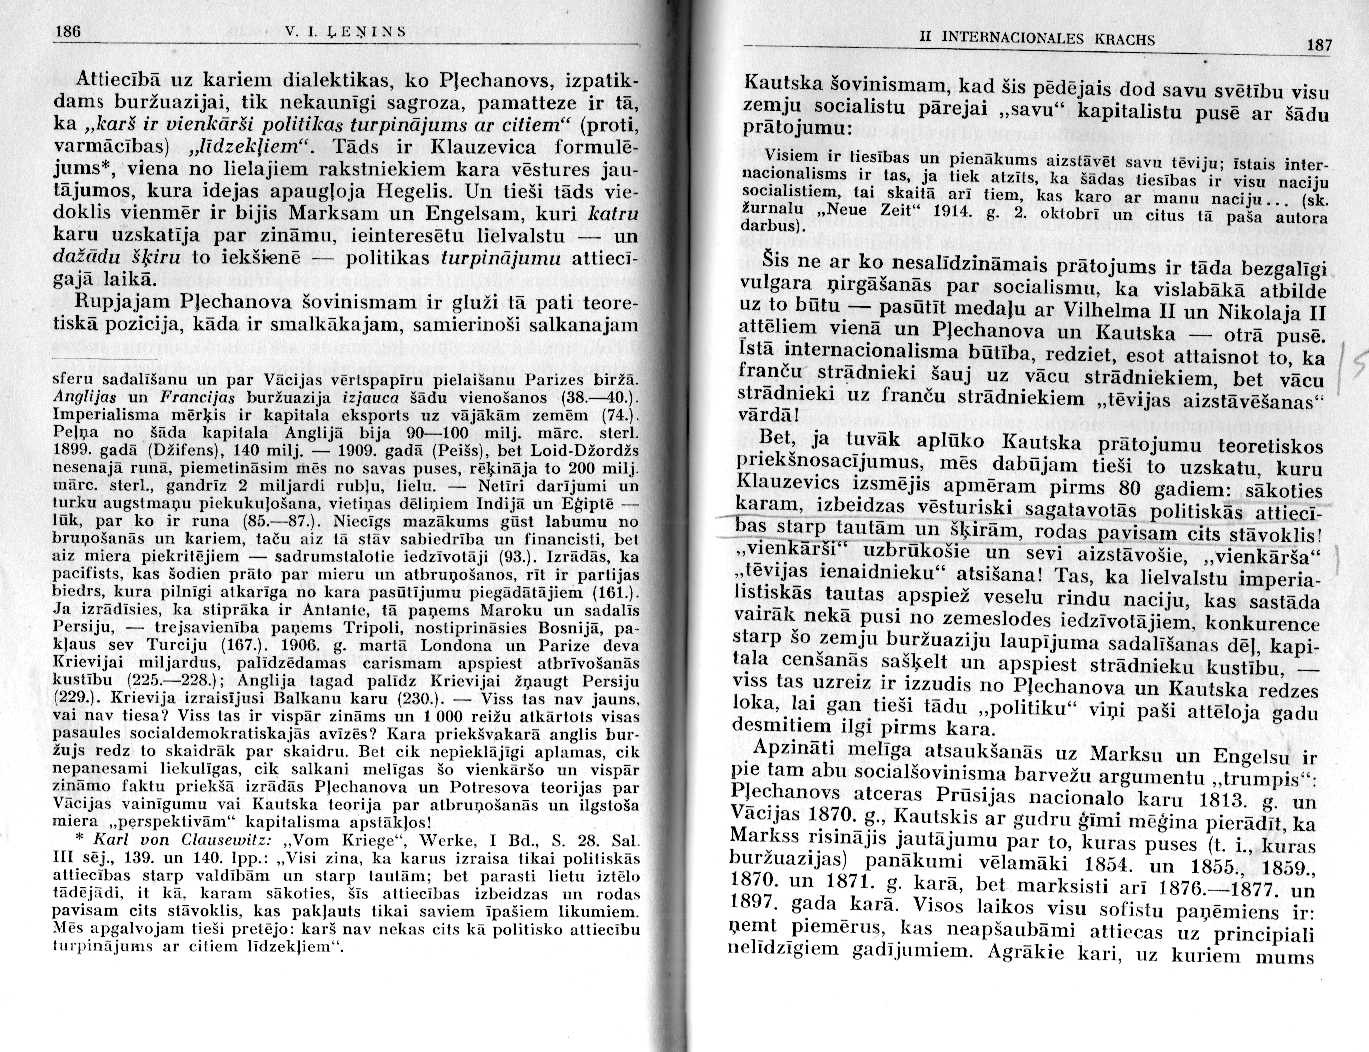 186
V. I. ĻEŅINS
Attiecībā uz kariem dialektikas, ko Pļechanovs, izpatik-
dams buržuazijai, tik nekaunīgi sagroza, pamatteze ir tā,
ka „karš ir vienkārši politikas turpinājums ar citiem“ (proti,
varmācības) „līdzekļiem“. Tāds ir Klauzevica formulē-
jums*, viena no lielajiem rakstniekiem kara vēstures jau-
tājumos, kura idejas apaugļoja Hegelis. Un tieši tāds vie-
doklis vienmēr ir bijis Marksam un Engelsam, kuri katru
karu uzskatīja par zināmu, ieinteresētu lielvalstu — un
dažādu šķiru to iekšienē — politikas turpinājumu attiecī-
gajā laikā.
Rupjajam Pļechanova šovinismam ir gluži tā pati teore-
tiskā pozicija, kāda ir smalkākajam, samierinoši salkanajam
sferu sadalīšanu un par Vācijas vērtspapīru pielaišanu Parizes biržā.
Anglijas un Francijas buržuazija izjauca šādu vienošanos (38.—40.).
Imperialisma mērķis ir kapitala eksports uz vājākām zemēm (74.).
Peļņa no šāda kapitala Anglijā bija 90—100 milj. mārc. sterl.
1899. gadā (Džifens), 140 milj. — 1909. gadā (Peišs), bet Loid-Džordžs
nesenajā runā, piemetināsim mēs no savas puses, rēķināja to 200 milj.
mārc. sterl., gandrīz 2 miljardi rubļu, lielu. — Netīri darījumi un
turku augstmaņu piekukuļošana, vietiņas dēliņiem Indijā un Eģiptē —
lūk, par ko ir runa (85.—87.). Niecīgs mazākums gūst labumu no
bruņošanās un kariem, taču aiz tā stāv sabiedrība un financisti, bet
aiz miera piekritējiem — sadrumstalotie iedzīvotāji (93.). Izrādās, ka
pacifists, kas šodien prāto par mieru un atbruņošanos, rīt ir partijas
biedrs, kura pilnīgi atkarīga no kara pasūtījumu piegādātājiem (161.).
Ja izrādīsies, ka stiprāka ir Antante, tā paņems Maroku un sadalīs
Persiju, — trejsavienība paņems Tripoli, nostiprināsies Bosnijā, pa-
kļaus sev Turciju (167.). 1906. g. martā Londona un Parize deva
Krievijai miljardus, palīdzēdamas carismam apspiest atbrīvošanās
kustību (225.—228.); Anglija tagad palīdz Krievijai žņaugt Persiju
(229.). Krievija izraisījusi Balkanu karu (230.). — Viss tas nav jauns,
vai nav tiesa? Viss tas ir vispār zināms un 1 000 reižu atkārtots visas
pasaules socialdemokratiskajās avīzēs? Kara priekšvakarā anglis bur-
žujs redz to skaidrāk par skaidru. Bet cik nepieklājīgi aplamas, cik
nepanesami liekulīgas, cik salkani melīgas šo vienkāršo un vispār
zināmo faktu priekšā izrādās Pļechanova un Potresova teorijas par
Vācijas vainīgumu vai Kautska teorija par atbruņošanās un ilgstoša
miera „perspektivām“ kapitalisma apstākļos!
* Karl von Clausewitz: „Vom Kriege“, Werke, I Bd., S. 28. Sal.
III sēj., 139. un 140. lpp.: „Visi zina, ka karus izraisa tikai politiskās
attiecības starp valdībām un starp tautām; bet parasti lietu iztēlo
tādējādi, it kā, karam sākoties, šīs attiecības izbeidzas un rodas
pavisam cits stāvoklis, kas pakļauts tikai saviem īpašiem likumiem.
Mēs apgalvojam tieši pretējo: karš nav nekas cits kā politisko attiecību
turpinājums ar citiem līdzekļiem“.
II INTERNACIONALES KRACHS
187
Kautska šovinismam, kad šis pēdējais dod savu svētību visu
zemju socialistu pārejai „savu“ kapitalistu pusē ar šādu
prātojumu:
Visiem ir tiesības un pienākums aizstāvēt savu tēviju; īstais inter-
nacionalisms ir tas, ja tiek atzīts, ka šādas tiesības ir visu naciju
socialistiem, tai skaitā arī tiem, kas karo ar manu naciju... (sk.
žurnalu „Neue Zeit“ 1914. g. 2. oktobrī un citus tā paša autora
darbus).
Šis ne ar ko nesalīdzināmais prātojums ir tāda bezgalīgi
vulgara ņirgāšanās par socialismu, ka vislabākā atbilde
uz to būtu — pasūtīt medaļu ar Vilhelma II un Nikolaja II
attēliem vienā un Pļechanova un Kautska — otrā pusē.
Īstā internacionalisma būtība, redziet, esot attaisnot to, ka
franču strādnieki šauj uz vācu strādniekiem, bet vācu
strādnieki uz franču strādniekiem „tēvijas aizstāvēšanas“
vārdā!
Bet, ja tuvāk aplūko Kautska prātojumu teoretiskos
priekšnosacījumus, mēs dabūjam tieši to uzskatu, kuru
Klauzevics izsmējis apmēram pirms 80 gadiem: sākoties
karam, izbeidzas vēsturiski sagatavotās politiskās attiecī-
bas starp tautām un šķirām, rodas pavisam cits stāvoklis!
„vienkārši“ uzbrūkošie un sevi aizstāvošie, „vienkārša“
„tēvijas ienaidnieku“ atsišana! Tas, ka lielvalstu imperia-
listiskās tautas apspiež veselu rindu naciju, kas sastāda
vairāk nekā pusi no zemeslodes iedzīvotājiem, konkurence
starp šo zemju buržuaziju laupījuma sadalīšanas dēļ, kapi-
tala cenšanās sašķelt un apspiest strādnieku kustību, —
viss tas uzreiz ir izzudis no Pļechanova un Kautska redzes
loka, lai gan tieši tādu „politiku“ viņi paši attēloja gadu
desmitiem ilgi pirms kara.
Apzināti melīga atsaukšanās uz Marksu un Engelsu ir
pie tam abu socialšovinisma barvežu argumentu „trumpis“:
Pļechanovs atceras Prūsijas nacionalo karu 1813. g. un
Vācijas 1870. g., Kautskis ar gudru ģīmi mēģina pierādīt, ka
Markss risinājis jautājumu par to, kuras puses (t. i., kuras
buržuazijas) panākumi vēlamāki 1854. un 1855., 1859.,
1870. un 1871. g. karā, bet marksisti arī 1876.—1877. un
1897. gada karā. Visos laikos visu sofistu paņēmiens ir:
ņemt piemērus, kas neapšaubāmi attiecas uz principiali
nelīdzīgiem gadījumiem. Agrākie kari, uz kuriem mums